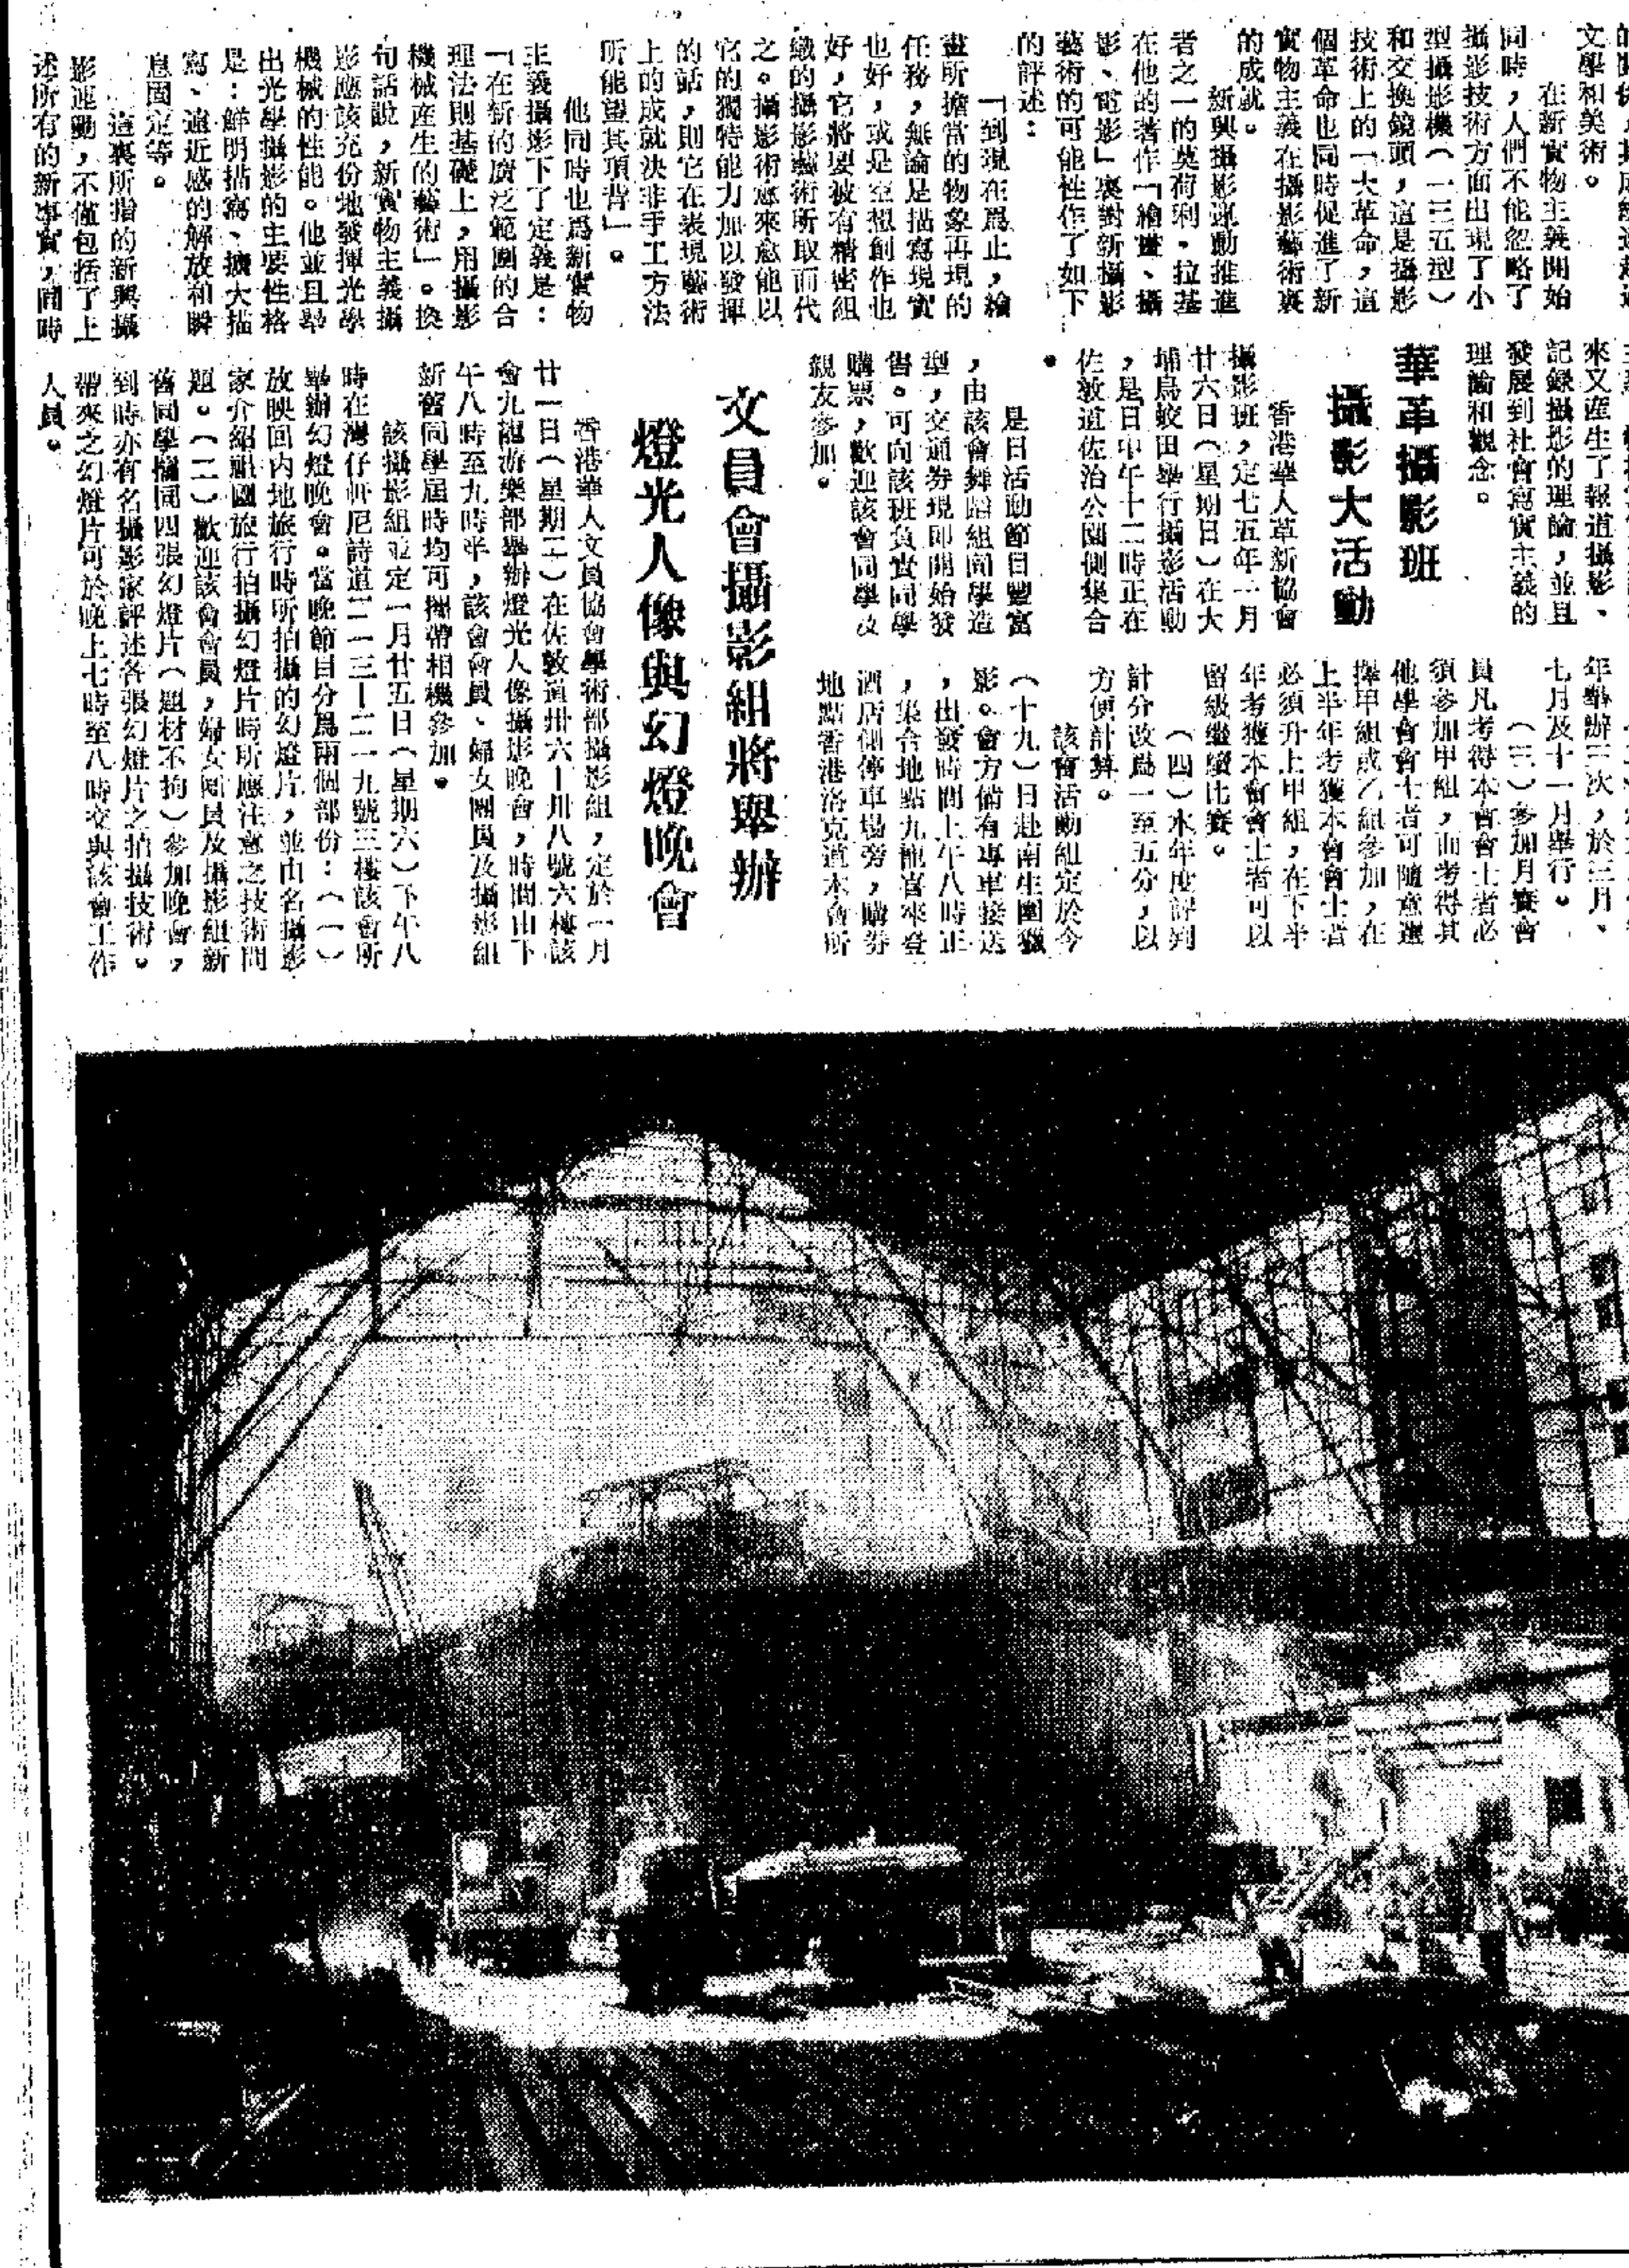 文學和美術。
在新實物主義開始
同時，人們不能忽略了
攝影技術方面出現了小
型攝影機（一三五型）
和交換鏡頭，這是攝影
技術上的「大革命，這
個革命也同時促進了新
實物主義在攝影藝術裏
的成就。
新興攝影運動推進
者之一的莫荷利・拉基
在他的著作「繪畫、攝
影、電影」裏對新攝影
藝術的可能性作了如下
的評述：
「到現在爲止，繪
畫所擔當的物象再現的
任務，無論是描寫現實
也好，或是空想創作也
好，它將要被有精密組
織的攝影藝術所取而代
之。攝影術愈來愈能以
它的獨特能力加以發揮
的話，則它在表現藝術
上的成就決非手工方法
所能望其項背」。
他同時也爲新實物
主義攝影下了定義是：
「在新的廣泛範圍的合
理法則基礎上，用攝影
機械産生的藝術」。換
句話說，新實物主義攝
影應該充份地發揮光學
機械的性能。他並且舉
出光學攝影的主要性格
是：鮮明描寫、擴大描
寫、遠近感的解放和瞬
息固定等。
這裏所指的新興攝
影運動，不僅包括了上
述所有的新事實，同時
來又産生了報道攝影、
記録攝影的理論，並且
發展到社會寫實主義的
理論和觀念。
華革攝影班
攝影大活動
香港華人革新協會
攝影班，定七五年一月
廿六日（星期日）在大
埔烏蛟田舉行攝影活動
，是日中午十二時正在
佐敦道佐治公園側集合
。
是日活動節目豐富
，由該會舞蹈組同學造
型，交通券現即開始發
售。可向該班負責同學
購票，歡迎該會同學及
親友參加。
年舉辦三次，於三月、
七月及十一月舉行。
（三）參加月賽會
員凡考得本會會士者必
須參加甲組，而考得其
他學會會士者可隨意選
擇甲組或乙組參加，在
上半年考獲本會會士者
必須升上甲組，在下半
年考獲本會會士者可以
留級繼續比賽。
（四）本年度評判
計分改爲一至五分，以
方便計算。
該會活動組定於今
（十九）日赴南生圍獵
影。會方備有專車接送
，出發時間上午八時正
，集合地點九龍喜來登
酒店側停車場旁，購券
地點香港洛克道本會所
文員會攝影組將舉辦
燈光人像與幻燈晚會
香港華人文員協會學術部攝影組，定於一月
廿一日（星期二）在佐敦道卅六—卅八號六樓該
會九龍游樂部舉辦燈光人像攝影晚會，時間由下
午八時至九時半，該會會員、婦女團員及攝影組
新舊同學屆時均可攜帶相機參加。
該攝影組並定一月廿五日（星期六）下午八
時在灣仔軒尼詩道二一三—二一九號三樓該會所
舉辦幻燈晚會。當晚節目分爲兩個部份：（一）
放映回內地旅行時所拍攝的幻燈片，並由名攝影
家介紹祖國旅行拍攝幻燈片時所應注意之技術問
題。（二）歡迎該會會員，婦女團員及攝影組新
舊同學攜同四張幻燈片（題材不拘）參加晚會，
到時亦有名攝影家評述各張幻燈片之拍攝技術。
帶來之幻燈片可於晚上七時至八時交與該會工作
人員。